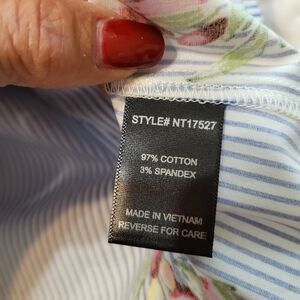 STYLE# NT17527
97% COTTON
3% SPANDEX
MADE IN VIETNAM
REVERSE FOR CARE